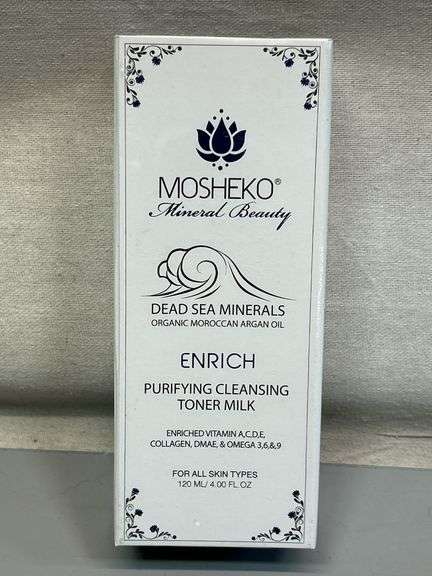 MOSHEKO®
Mineral Beauty
DEAD SEA MINERALS
ORGANIC MOROCCAN ARGAN OIL
ENRICH
PURIFYING CLEANSING
TONER MILK
ENRICHED VITAMIN A,C,D,E,
COLLAGEN, DMAE, & OMEGA 3,6,&,9
FOR ALL SKIN TYPES
120 ML/ 4.00 FL OZ